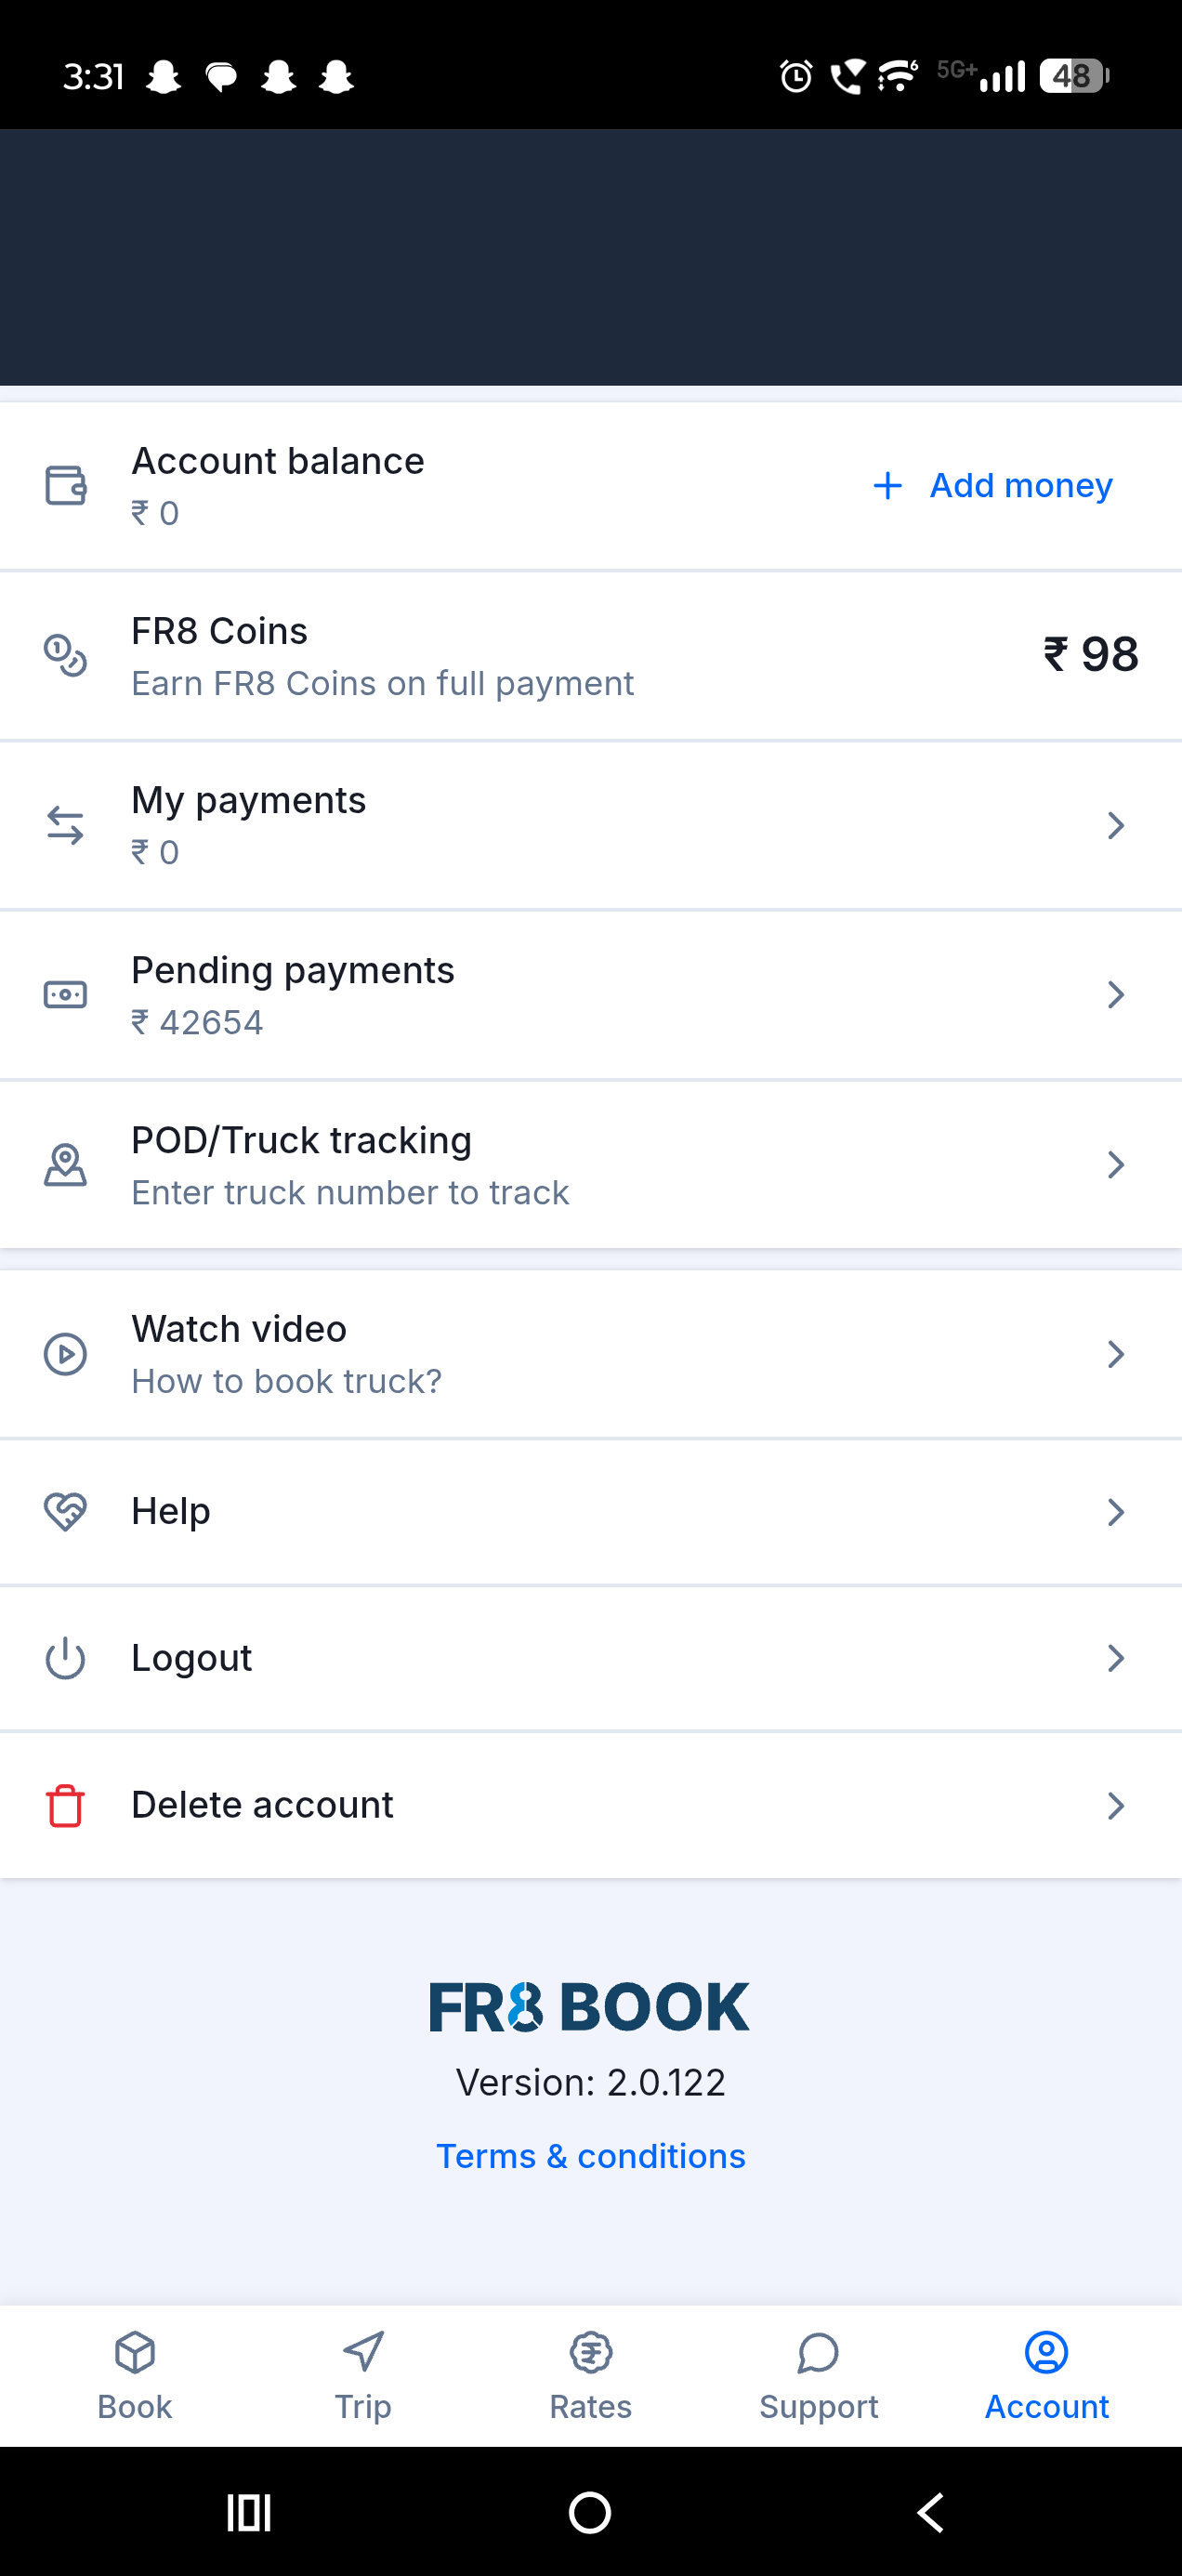 3:31
6 5G+ 48
Account balance
₹ 0
+ Add money
FR8 Coins
Earn FR8 Coins on full payment
₹ 98
My payments
₹ 0
Pending payments
₹ 42654
POD/Truck tracking
Enter truck number to track
Watch video
How to book truck?
Help
Logout
Delete account
FR8 BOOK
Version: 2.0.122
Terms & conditions
Book Trip Rates Support Account